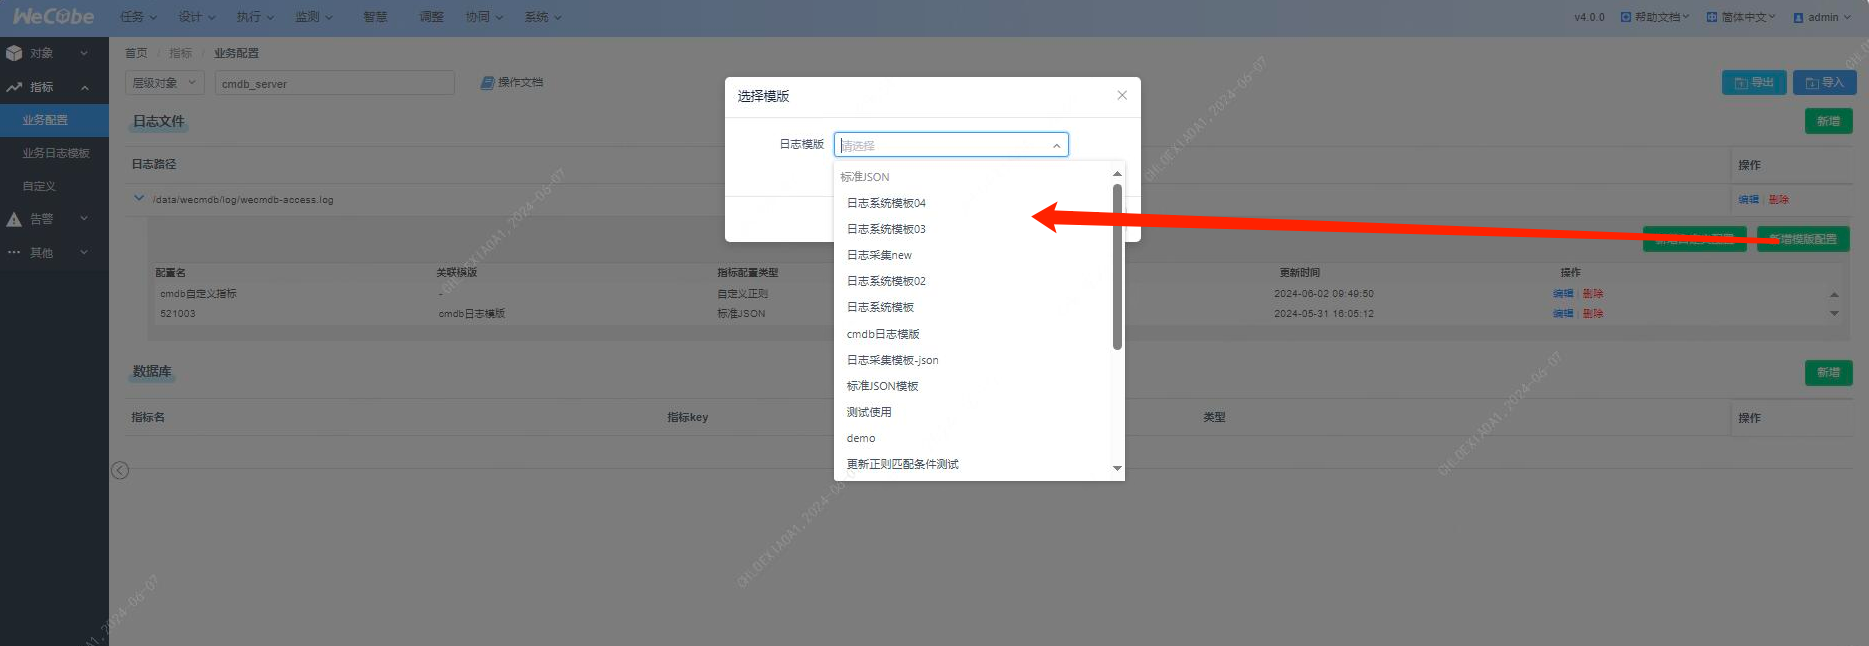 WeCube 任务 设计 执行 监测 智慧 调整 协同 系统 v4.0.0 帮助文档 简体中文 admin
对象
指标
业务配置
业务日志模板
自定义
告警
其他
首页 / 指标 / 业务配置
层级对象 cmdb_server 操作文档 导出 导入
日志文件 新增
日志路径 操作
/data/wecmdb/log/wecmdb-access.log 编辑 删除
新增模版配置
配置名 关联模版 指标配置类型 更新时间 操作
cmdb自定义指标 - 自定义正则 2024-06-02 09:49:50 编辑 删除
521003 cmdb日志模版 标准JSON 2024-05-31 16:05:12 编辑 删除
数据库 新增
指标名 指标key 类型 操作
选择模版
日志模版 请选择
标准JSON
日志系统模板04
日志系统模板03
日志采集new
日志系统模板02
日志系统模板
cmdb日志模版
日志采集模板-json
标准JSON模板
测试使用
demo
更新正则匹配条件测试
CHLOEXIAOA1,2024-06-07
CHLOEXIAOA1,2024-06-07
CHLOEXIAOA1,2024-06-07
CHLOEXIAOA1,2024-06-07